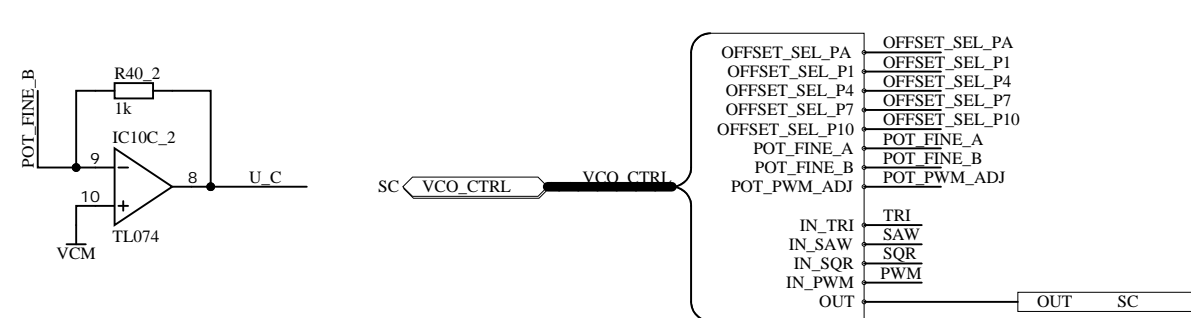 POT_FINE_B
R40_2
1k
IC10C_2
9
8
U_C
10
TL074
VCM
SC
VCO_CTRL
VCO_CTRL
OFFSET_SEL_PA
OFFSET_SEL_PA
OFFSET_SEL_P1
OFFSET_SEL_P1
OFFSET_SEL_P4
OFFSET_SEL_P4
OFFSET_SEL_P7
OFFSET_SEL_P7
OFFSET_SEL_P10
OFFSET_SEL_P10
POT_FINE_A
POT_FINE_A
POT_FINE_B
POT_FINE_B
POT_PWM_ADJ
POT_PWM_ADJ
IN_TRI
TRI
IN_SAW
SAW
IN_SQR
SQR
IN_PWM
PWM
OUT
OUT SC